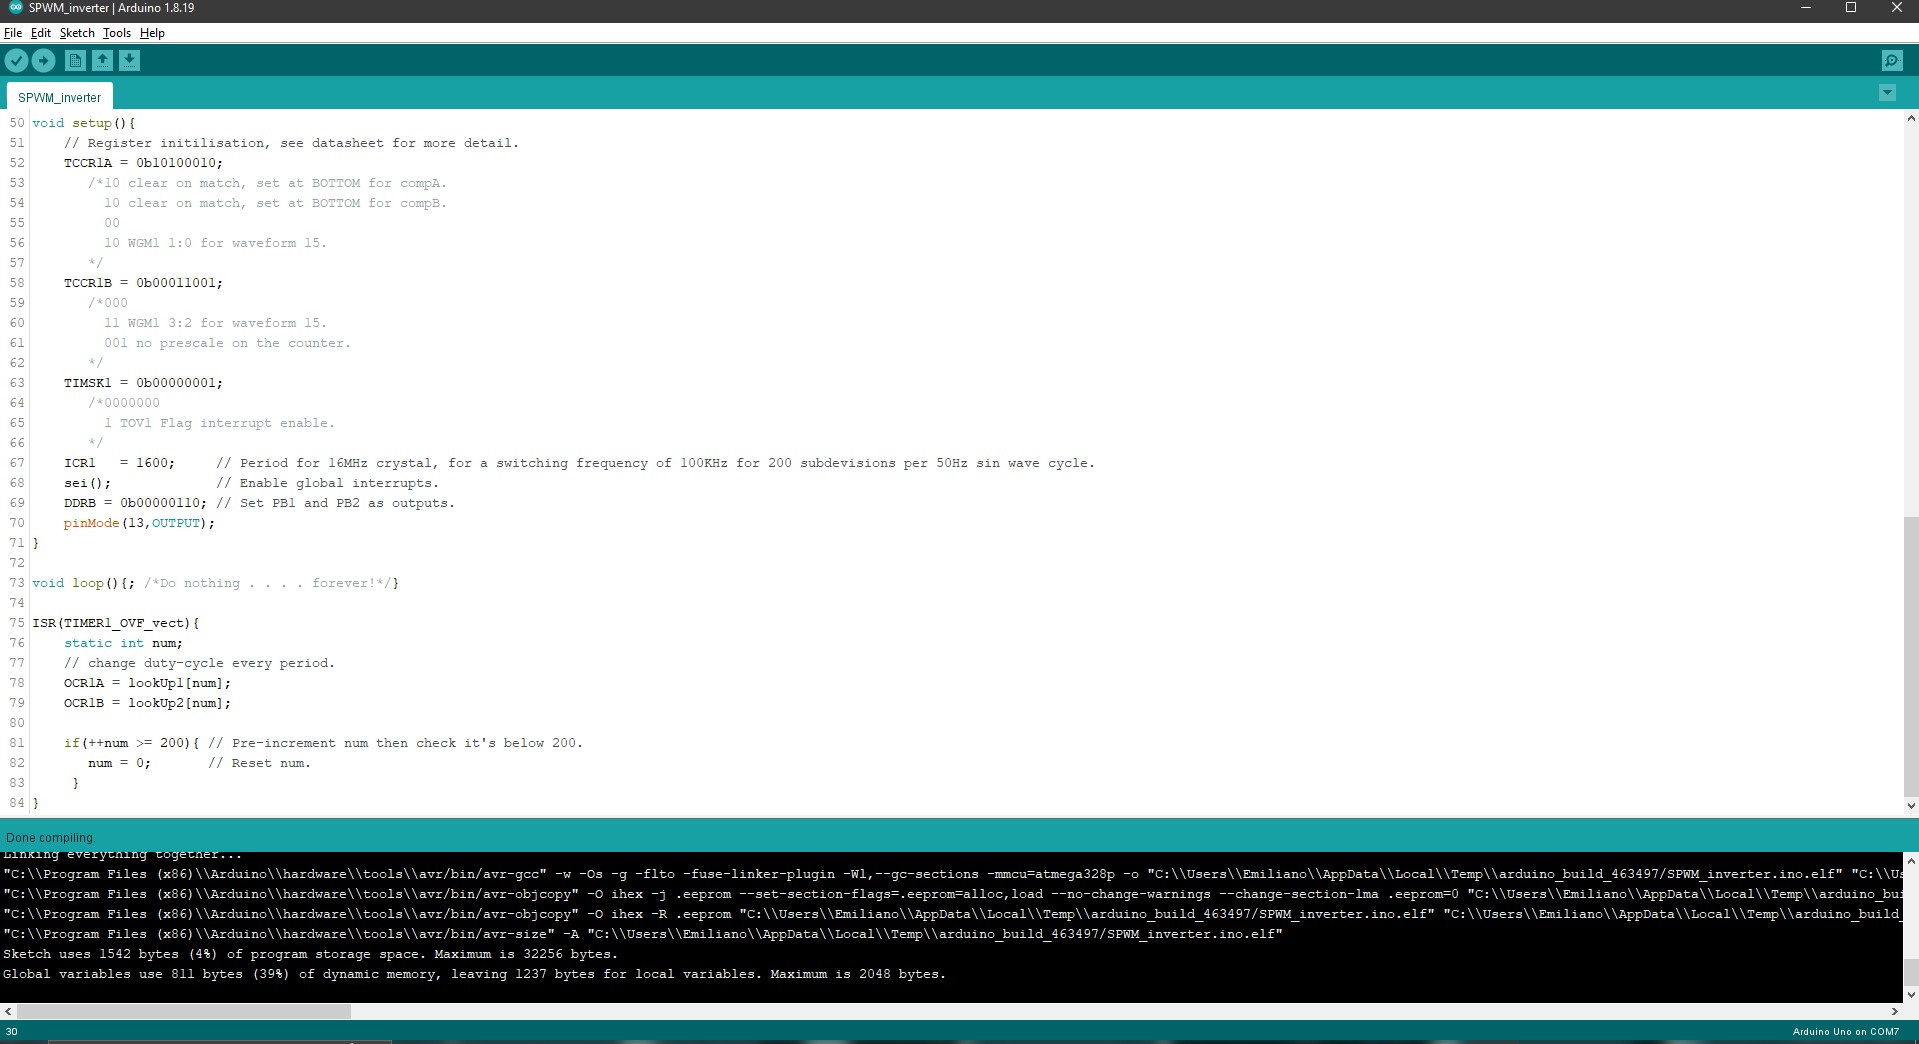 SPWM_inverter | Arduino 1.8.19
File Edit Sketch Tools Help
SPWM_inverter
50 void setup(){
51 // Register initilisation, see datasheet for more detail.
52 TCCR1A = 0b10100010;
53 /*10 clear on match, set at BOTTOM for compA.
54 10 clear on match, set at BOTTOM for compB.
55 00
56 10 WGM1 1:0 for waveform 15.
57 */
58 TCCR1B = 0b00011001;
59 /*000
60 11 WGM1 3:2 for waveform 15.
61 001 no prescale on the counter.
62 */
63 TIMSK1 = 0b00000001;
64 /*0000000
65 1 TOV1 Flag interrupt enable.
66 */
67 ICR1 = 1600; // Period for 16MHz crystal, for a switching frequency of 100KHz for 200 subdevisions per 50Hz sin wave cycle.
68 sei(); // Enable global interrupts.
69 DDRB = 0b00000110; // Set PB1 and PB2 as outputs.
70 pinMode(13,OUTPUT);
71 }
72
73 void loop(){; /*Do nothing . . . . forever!*/}
74
75 ISR(TIMER1_OVF_vect){
76 static int num;
77 // change duty-cycle every period.
78 OCR1A = lookUp1[num];
79 OCR1B = lookUp2[num];
80
81 if(++num >= 200){ // Pre-increment num then check it's below 200.
82 num = 0; // Reset num.
83 }
84 }
Done compiling.
Linking everything together...
"C:\\Program Files (x86)\\Arduino\\hardware\\tools\\avr/bin/avr-gcc" -w -Os -g -flto -fuse-linker-plugin -Wl,--gc-sections -mmcu=atmega328p -o "C:\\Users\\Emiliano\\AppData\\Local\\Temp\\arduino_build_463497/SPWM_inverter.ino.elf" "C:\\Us
"C:\\Program Files (x86)\\Arduino\\hardware\\tools\\avr/bin/avr-objcopy" -O ihex -j .eeprom --set-section-flags=.eeprom=alloc,load --no-change-warnings --change-section-lma .eeprom=0 "C:\\Users\\Emiliano\\AppData\\Local\\Temp\\arduino_bui
"C:\\Program Files (x86)\\Arduino\\hardware\\tools\\avr/bin/avr-objcopy" -O ihex -R .eeprom "C:\\Users\\Emiliano\\AppData\\Local\\Temp\\arduino_build_463497/SPWM_inverter.ino.elf" "C:\\Users\\Emiliano\\AppData\\Local\\Temp\\arduino_build_
"C:\\Program Files (x86)\\Arduino\\hardware\\tools\\avr/bin/avr-size" -A "C:\\Users\\Emiliano\\AppData\\Local\\Temp\\arduino_build_463497/SPWM_inverter.ino.elf"
Sketch uses 1542 bytes (4%) of program storage space. Maximum is 32256 bytes.
Global variables use 811 bytes (39%) of dynamic memory, leaving 1237 bytes for local variables. Maximum is 2048 bytes.
30
Arduino Uno on COM7